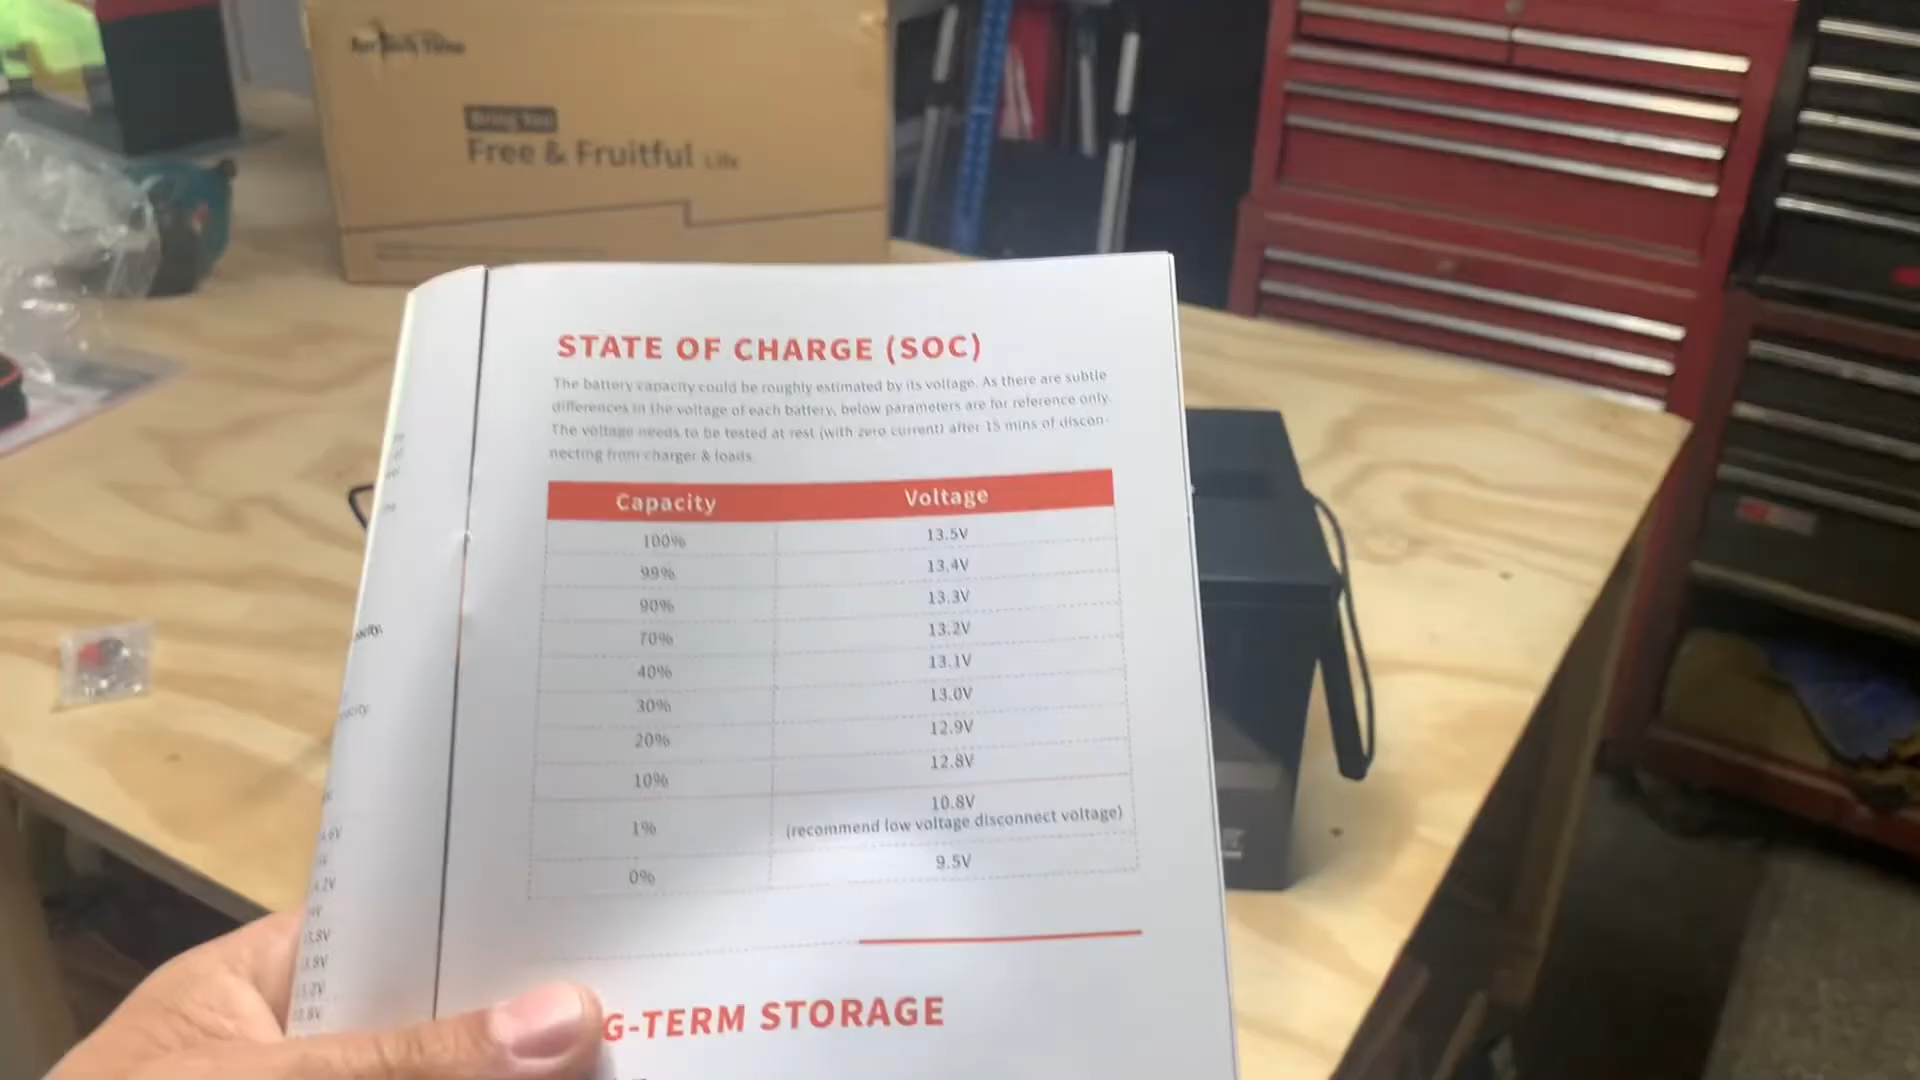 Bring You
Free & Fruitful Life
STATE OF CHARGE (SOC)
The battery capacity could be roughly estimated by its voltage. As there are subtle
differences in the voltage of each battery, below parameters are for reference only.
The voltage needs to be tested at rest (with zero current) after 15 mins of discon-
necting from charger & loads.
Capacity Voltage
100% 13.5V
99% 13.4V
90% 13.3V
70% 13.2V
40% 13.1V
30% 13.0V
20% 12.9V
10% 12.8V
1% 10.8V
(recommend low voltage disconnect voltage)
0% 9.5V
G-TERM STORAGE